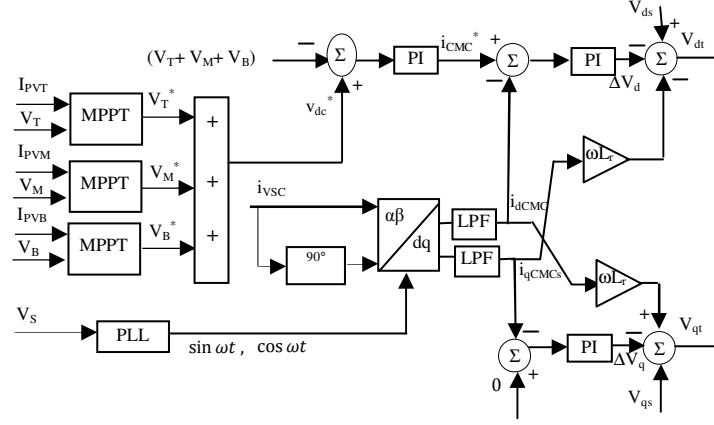 V_ds
+
V_dt
(V_T+ V_M+ V_B)
−
Σ
PI
i_CMC*
+
Σ
PI
−
Σ
−
+
v_dc*
−
ΔV_d
I_PVT
V_T
MPPT
V_T*
+
I_PVM
V_M
MPPT
V_M*
+
I_PVB
V_B
MPPT
V_B*
+
ωL_r
i_VSC
αβ
dq
LPF
i_dCMC
90°
LPF
i_qCMCs
ωL_r
V_S
PLL
sin ωt , cos ωt
−
Σ
+
0
PI
−
ΔV_q
+
Σ
V_qt
V_qs